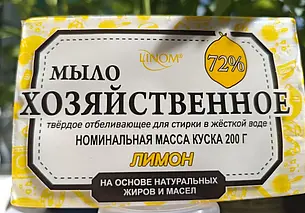 LINOM®
72%
МЫЛО
ХОЗЯЙСТВЕННОЕ
твёрдое отбеливающее для стирки в жёсткой воде
НОМИНАЛЬНАЯ МАССА КУСКА 200 Г
ЛИМОН
НА ОСНОВЕ НАТУРАЛЬНЫХ
ЖИРОВ И МАСЕЛ